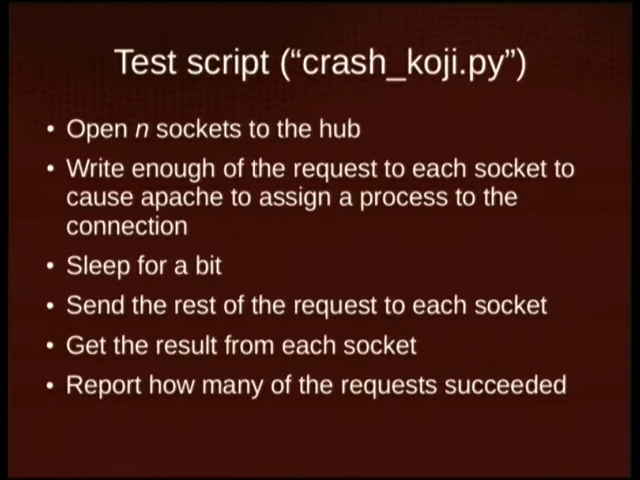 Test script (“crash_koji.py”)
• Open n sockets to the hub
• Write enough of the request to each socket to
cause apache to assign a process to the
connection
• Sleep for a bit
• Send the rest of the request to each socket
• Get the result from each socket
• Report how many of the requests succeeded